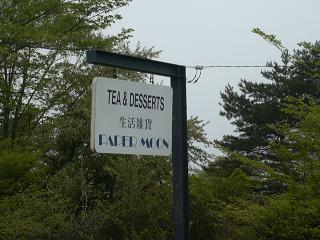 TEA & DESSERTS
生活雑貨
PAPER MOON